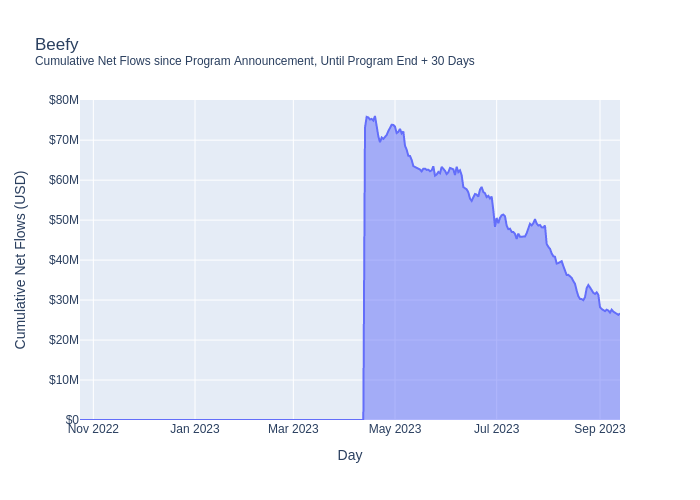 Beefy
Cumulative Net Flows since Program Announcement, Until Program End + 30 Days
Cumulative Net Flows (USD)
$80M
$70M
$60M
$50M
$40M
$30M
$20M
$10M
$0
Nov 2022
Jan 2023
Mar 2023
May 2023
Jul 2023
Sep 2023
Day